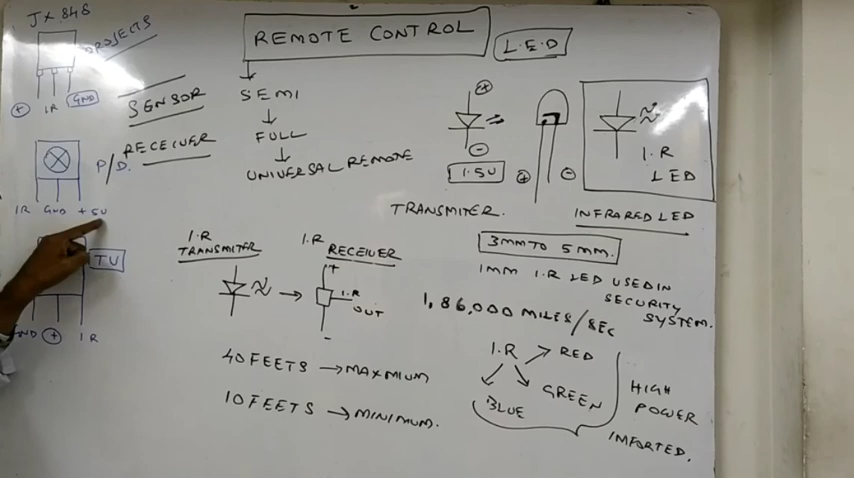 JX 848
PROJECTS
+ IR GND
SENSOR
RECEIVER
P/D.
IR GND +5V
TV
GND + IR
REMOTE CONTROL
L.E.D
SEMI
FULL
UNIVERSAL REMOTE
+
-
1.5V
+ -
I.R
LED
TRANSMITER.
INFRARED LED
I.R
TRANSMITER
I.R
RECEIVER
+
I.R
OUT
-
3MM TO 5MM.
1MM I.R LED USED IN
SECURITY
SYSTEM.
1,86,000 MILES/SEC
40 FEETS → MAXMIUM
10 FEETS → MINIMUM.
I.R RED
GREEN
BLUE
HIGH
POWER
IMPORTED.